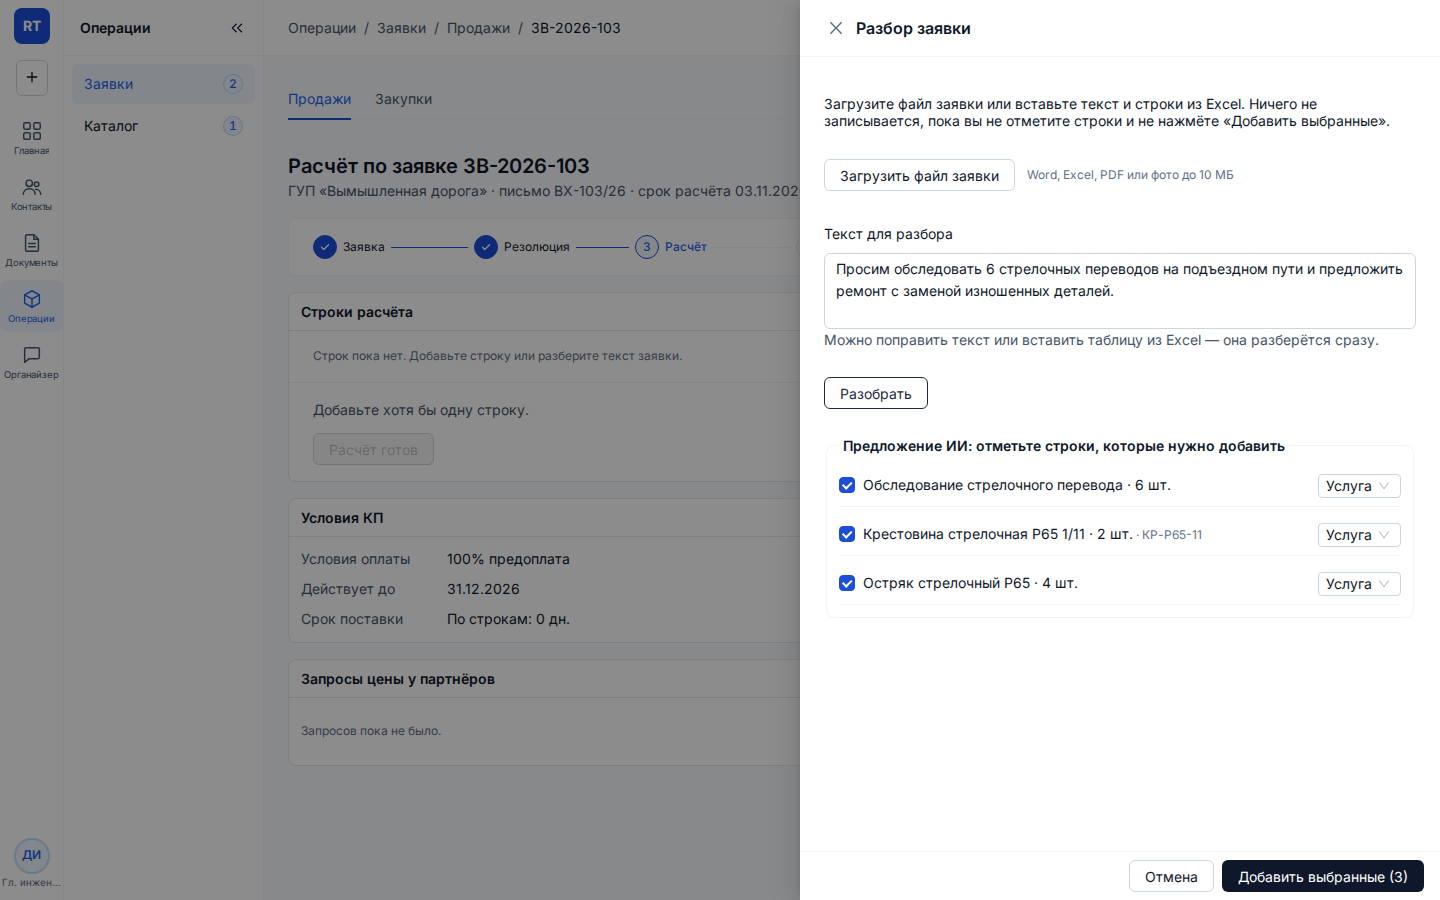 RT
Операции
Операции / Заявки / Продажи / ЗВ-2026-103
Разбор заявки
+
Заявки 2
Каталог 1
Главная
Контакты
Документы
Операции
Органайзер
ДИ
Гл. инжен...
Продажи Закупки
Расчёт по заявке ЗВ-2026-103
ГУП «Вымышленная дорога» · письмо ВХ-103/26 · срок расчёта 03.11.202
Заявка Резолюция 3 Расчёт
Строки расчёта
Строк пока нет. Добавьте строку или разберите текст заявки.
Добавьте хотя бы одну строку.
Расчёт готов
Условия КП
Условия оплаты 100% предоплата
Действует до 31.12.2026
Срок поставки По строкам: 0 дн.
Запросы цены у партнёров
Запросов пока не было.
Загрузите файл заявки или вставьте текст и строки из Excel. Ничего не
записывается, пока вы не отметите строки и не нажмёте «Добавить выбранные».
Загрузить файл заявки Word, Excel, PDF или фото до 10 МБ
Текст для разбора
Просим обследовать 6 стрелочных переводов на подъездном пути и предложить
ремонт с заменой изношенных деталей.
Можно поправить текст или вставить таблицу из Excel — она разберётся сразу.
Разобрать
Предложение ИИ: отметьте строки, которые нужно добавить
Обследование стрелочного перевода · 6 шт. Услуга
Крестовина стрелочная Р65 1/11 · 2 шт. · КР-Р65-11 Услуга
Остряк стрелочный Р65 · 4 шт. Услуга
Отмена Добавить выбранные (3)